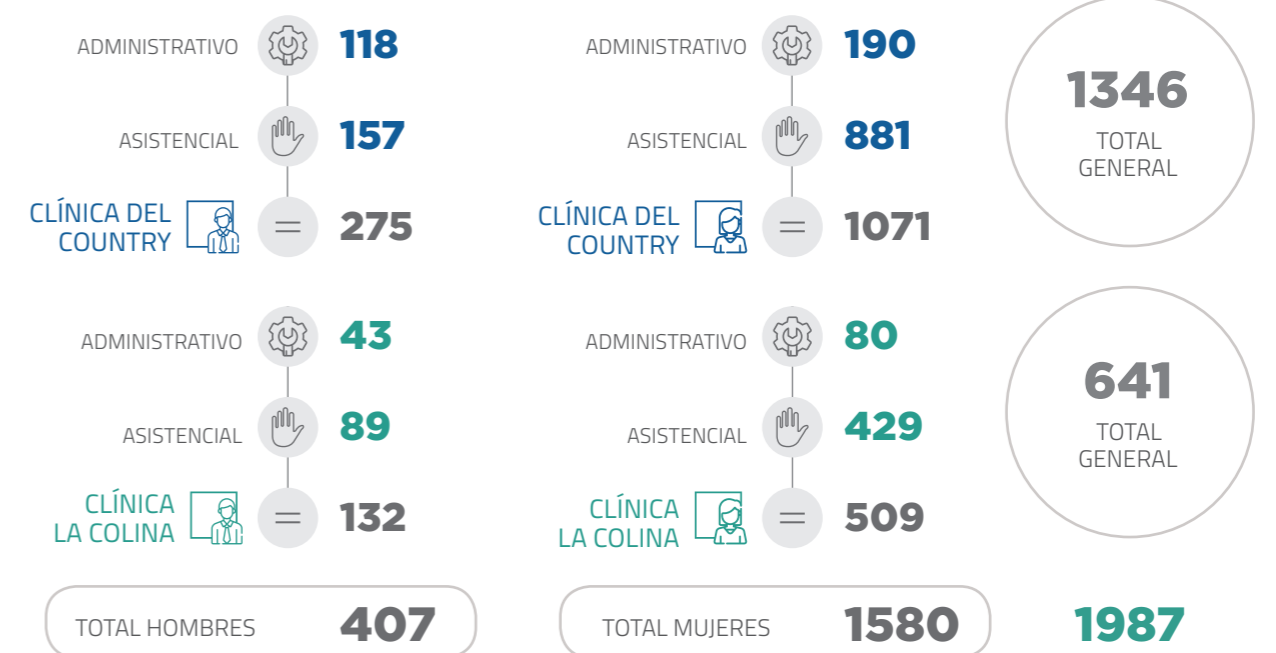 ADMINISTRATIVO 118
ASISTENCIAL 157
CLÍNICA DEL
COUNTRY = 275
ADMINISTRATIVO 190
ASISTENCIAL 881
CLÍNICA DEL
COUNTRY = 1071
1346
TOTAL
GENERAL
ADMINISTRATIVO 43
ASISTENCIAL 89
CLÍNICA
LA COLINA = 132
ADMINISTRATIVO 80
ASISTENCIAL 429
CLÍNICA
LA COLINA = 509
641
TOTAL
GENERAL
TOTAL HOMBRES 407
TOTAL MUJERES 1580
1987